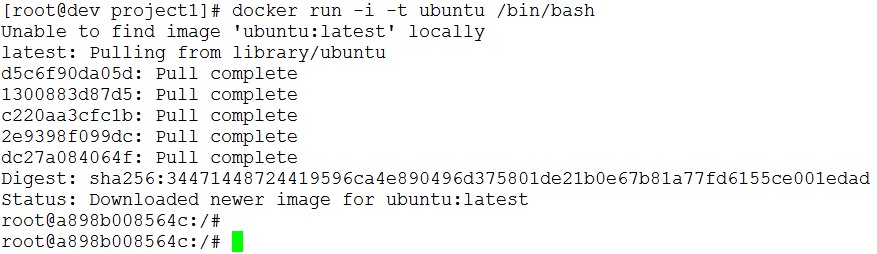 [root@dev project1]# docker run -i -t ubuntu /bin/bash
Unable to find image 'ubuntu:latest' locally
latest: Pulling from library/ubuntu
d5c6f90da05d: Pull complete
1300883d87d5: Pull complete
c220aa3cfc1b: Pull complete
2e9398f099dc: Pull complete
dc27a084064f: Pull complete
Digest: sha256:34471448724419596ca4e890496d375801de21b0e67b81a77fd6155ce001edad
Status: Downloaded newer image for ubuntu:latest
root@a898b008564c:/#
root@a898b008564c:/#